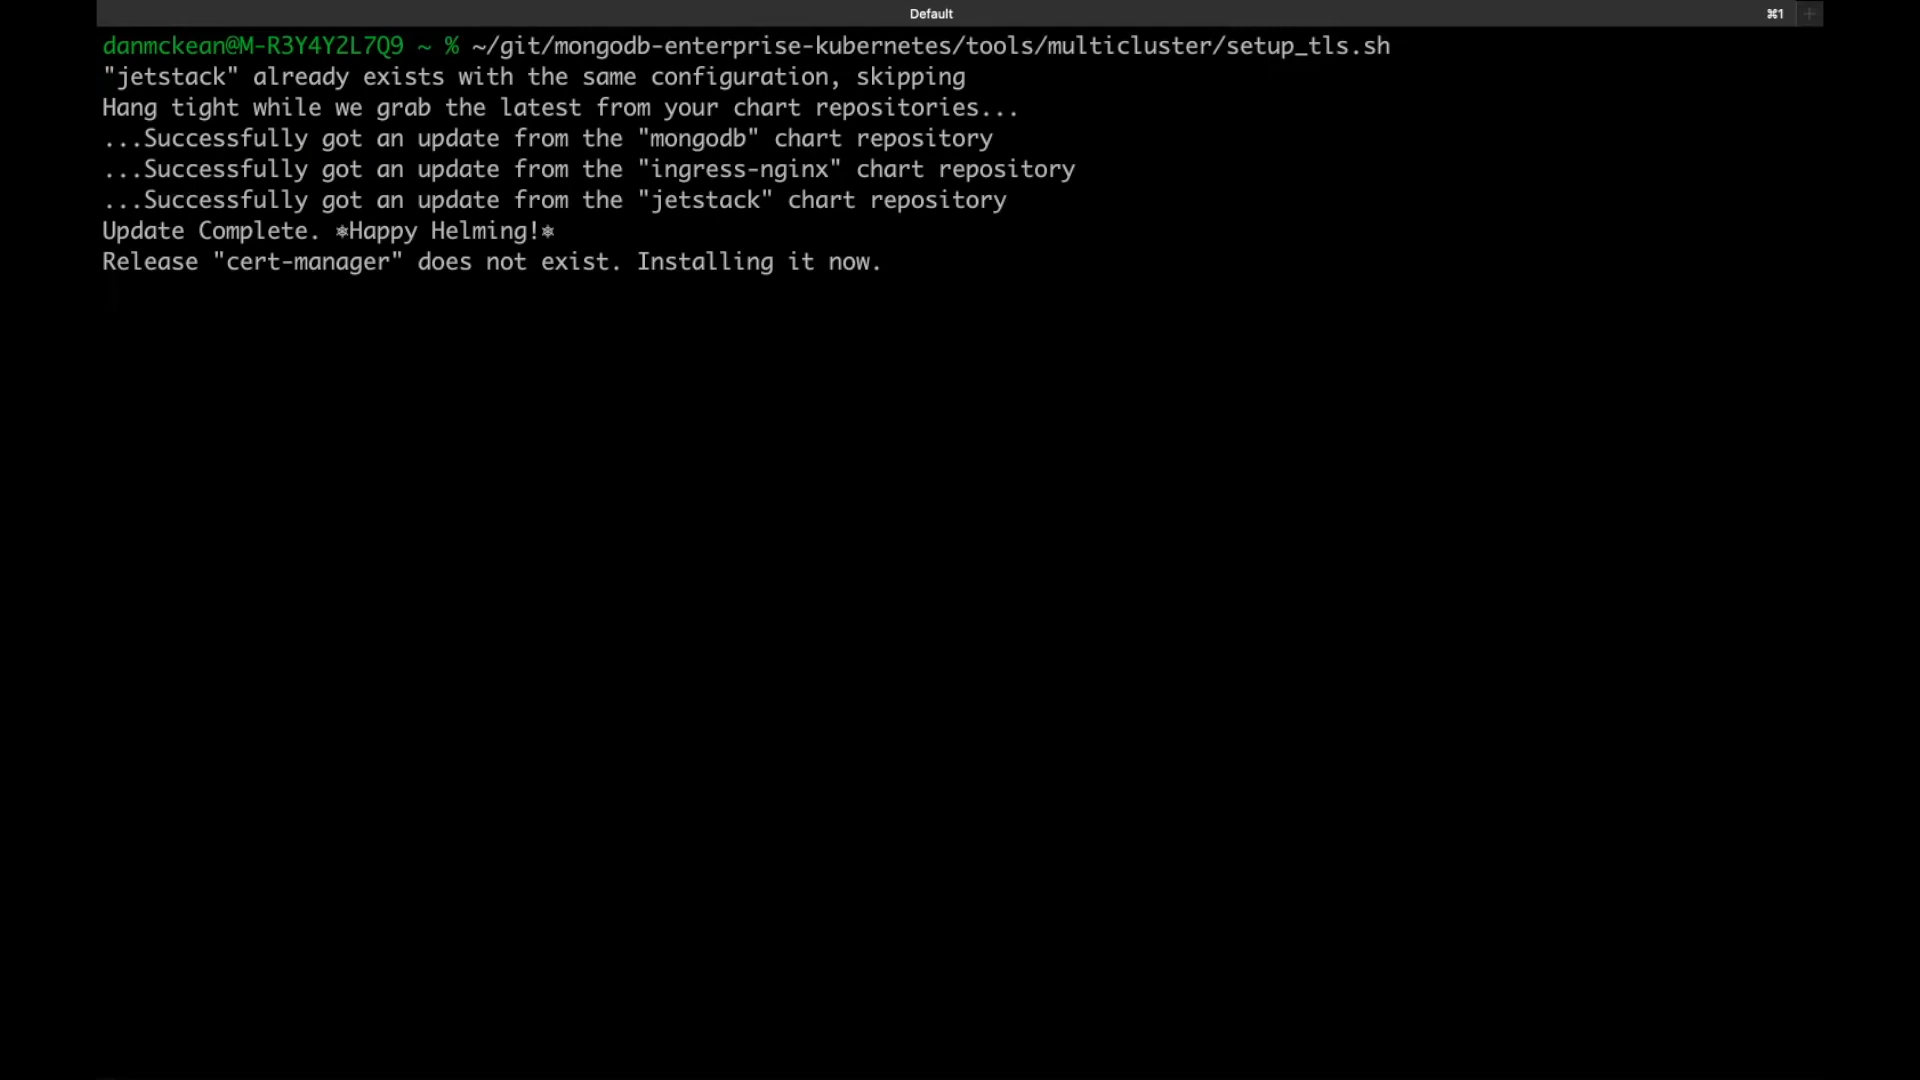 Default
⌘1
+
danmckean@M-R3Y4Y2L7Q9 ~ % ~/git/mongodb-enterprise-kubernetes/tools/multicluster/setup_tls.sh
"jetstack" already exists with the same configuration, skipping
Hang tight while we grab the latest from your chart repositories...
...Successfully got an update from the "mongodb" chart repository
...Successfully got an update from the "ingress-nginx" chart repository
...Successfully got an update from the "jetstack" chart repository
Update Complete. ⎈Happy Helming!⎈
Release "cert-manager" does not exist. Installing it now.